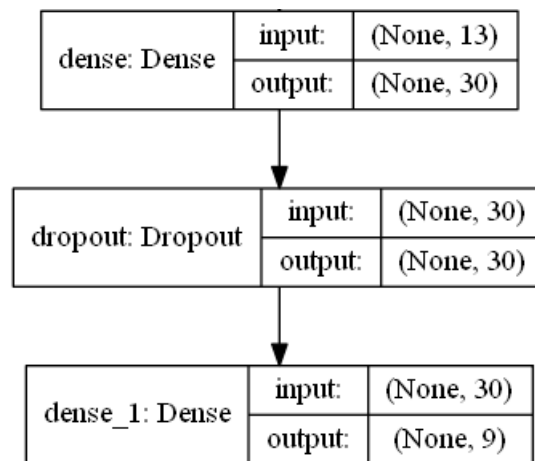 dense: Dense
input: (None, 13)
output: (None, 30)
dropout: Dropout
input: (None, 30)
output: (None, 30)
dense_1: Dense
input: (None, 30)
output: (None, 9)